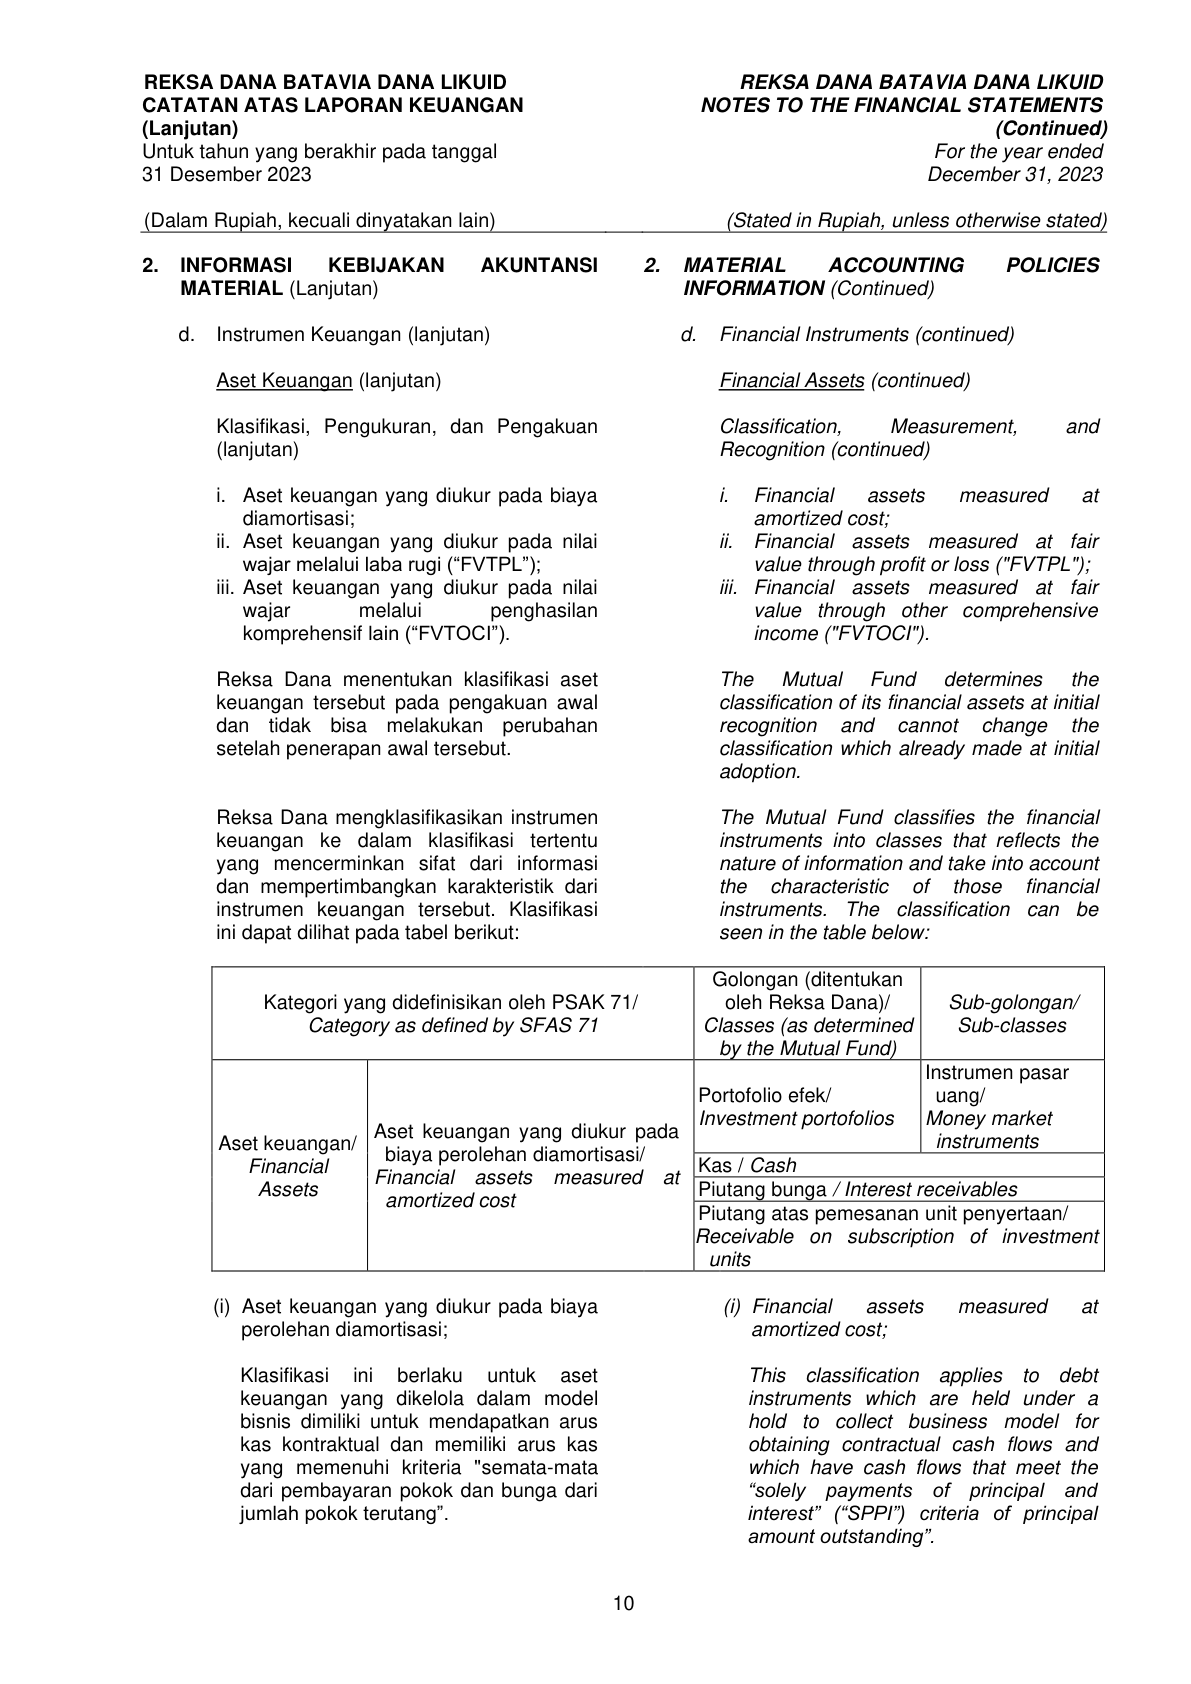 REKSA DANA BATAVIA DANA LIKUID
CATATAN ATAS LAPORAN KEUANGAN
(Lanjutan)
Untuk tahun yang berakhir pada tanggal
31 Desember 2023
(Dalam Rupiah, kecuali dinyatakan lain)
REKSA DANA BATAVIA DANA LIKUID
NOTES TO THE FINANCIAL STATEMENTS
(Continued)
For the year ended
December 31, 2023
(Stated in Rupiah, unless otherwise stated)
2. INFORMASI KEBIJAKAN AKUNTANSI
MATERIAL (Lanjutan)
d. Instrumen Keuangan (lanjutan)
Aset Keuangan (lanjutan)
Klasifikasi, Pengukuran, dan Pengakuan
(lanjutan)
i. Aset keuangan yang diukur pada biaya
diamortisasi;
ii. Aset keuangan yang diukur pada nilai
wajar melalui laba rugi (“FVTPL”);
iii. Aset keuangan yang diukur pada nilai
wajar melalui penghasilan
komprehensif lain (“FVTOCI”).
Reksa Dana menentukan klasifikasi aset
keuangan tersebut pada pengakuan awal
dan tidak bisa melakukan perubahan
setelah penerapan awal tersebut.
Reksa Dana mengklasifikasikan instrumen
keuangan ke dalam klasifikasi tertentu
yang mencerminkan sifat dari informasi
dan mempertimbangkan karakteristik dari
instrumen keuangan tersebut. Klasifikasi
ini dapat dilihat pada tabel berikut:
2. MATERIAL ACCOUNTING POLICIES
INFORMATION (Continued)
d. Financial Instruments (continued)
Financial Assets (continued)
Classification, Measurement, and
Recognition (continued)
i. Financial assets measured at
amortized cost;
ii. Financial assets measured at fair
value through profit or loss ("FVTPL");
iii. Financial assets measured at fair
value through other comprehensive
income ("FVTOCI").
The Mutual Fund determines the
classification of its financial assets at initial
recognition and cannot change the
classification which already made at initial
adoption.
The Mutual Fund classifies the financial
instruments into classes that reflects the
nature of information and take into account
the characteristic of those financial
instruments. The classification can be
seen in the table below:
Kategori yang didefinisikan oleh PSAK 71/
Category as defined by SFAS 71
Golongan (ditentukan
oleh Reksa Dana)/
Classes (as determined
by the Mutual Fund)
Sub-golongan/
Sub-classes
Aset keuangan/
Financial
Assets
Aset keuangan yang diukur pada
biaya perolehan diamortisasi/
Financial assets measured at
amortized cost
Portofolio efek/
Investment portofolios
Instrumen pasar
uang/
Money market
instruments
Kas / Cash
Piutang bunga / Interest receivables
Piutang atas pemesanan unit penyertaan/
Receivable on subscription of investment
units
(i) Aset keuangan yang diukur pada biaya
perolehan diamortisasi;
Klasifikasi ini berlaku untuk aset
keuangan yang dikelola dalam model
bisnis dimiliki untuk mendapatkan arus
kas kontraktual dan memiliki arus kas
yang memenuhi kriteria "semata-mata
dari pembayaran pokok dan bunga dari
jumlah pokok terutang”.
(i) Financial assets measured at
amortized cost;
This classification applies to debt
instruments which are held under a
hold to collect business model for
obtaining contractual cash flows and
which have cash flows that meet the
“solely payments of principal and
interest” (“SPPI”) criteria of principal
amount outstanding”.
10